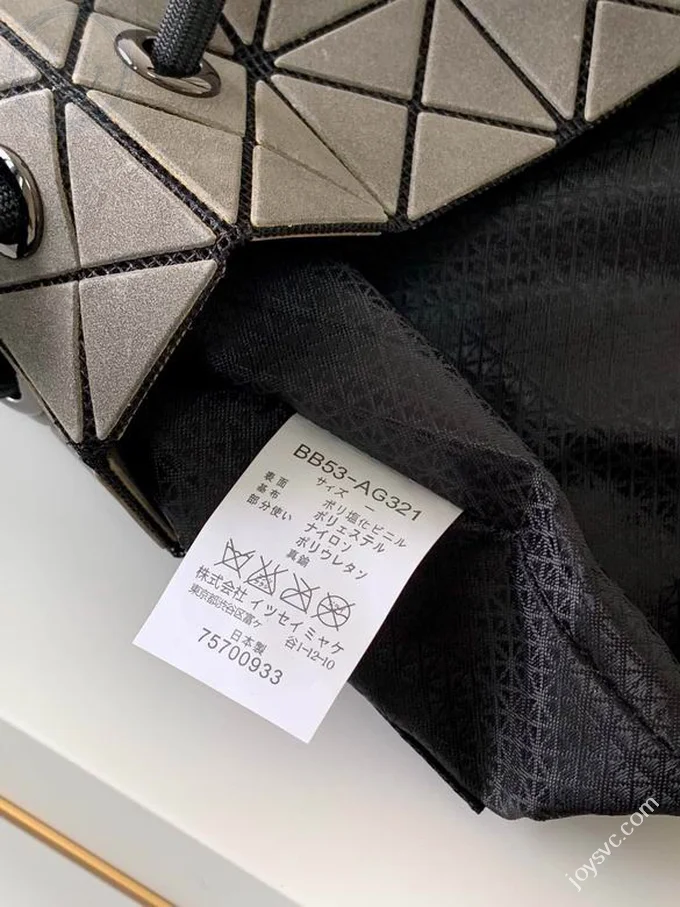 BB53-AG321
サイズ ー
表面 ポリ塩化ビニル
基布 ポリエステル
部分使い ナイロン
ポリウレタン
真鍮
株式会社 イッセイミヤケ
東京都渋谷区富ヶ谷1-12-10
日本製
75700933
joysvc.com